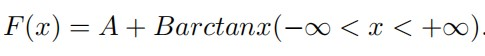 F(x) = A + Barctanx(−∞ < x < +∞).